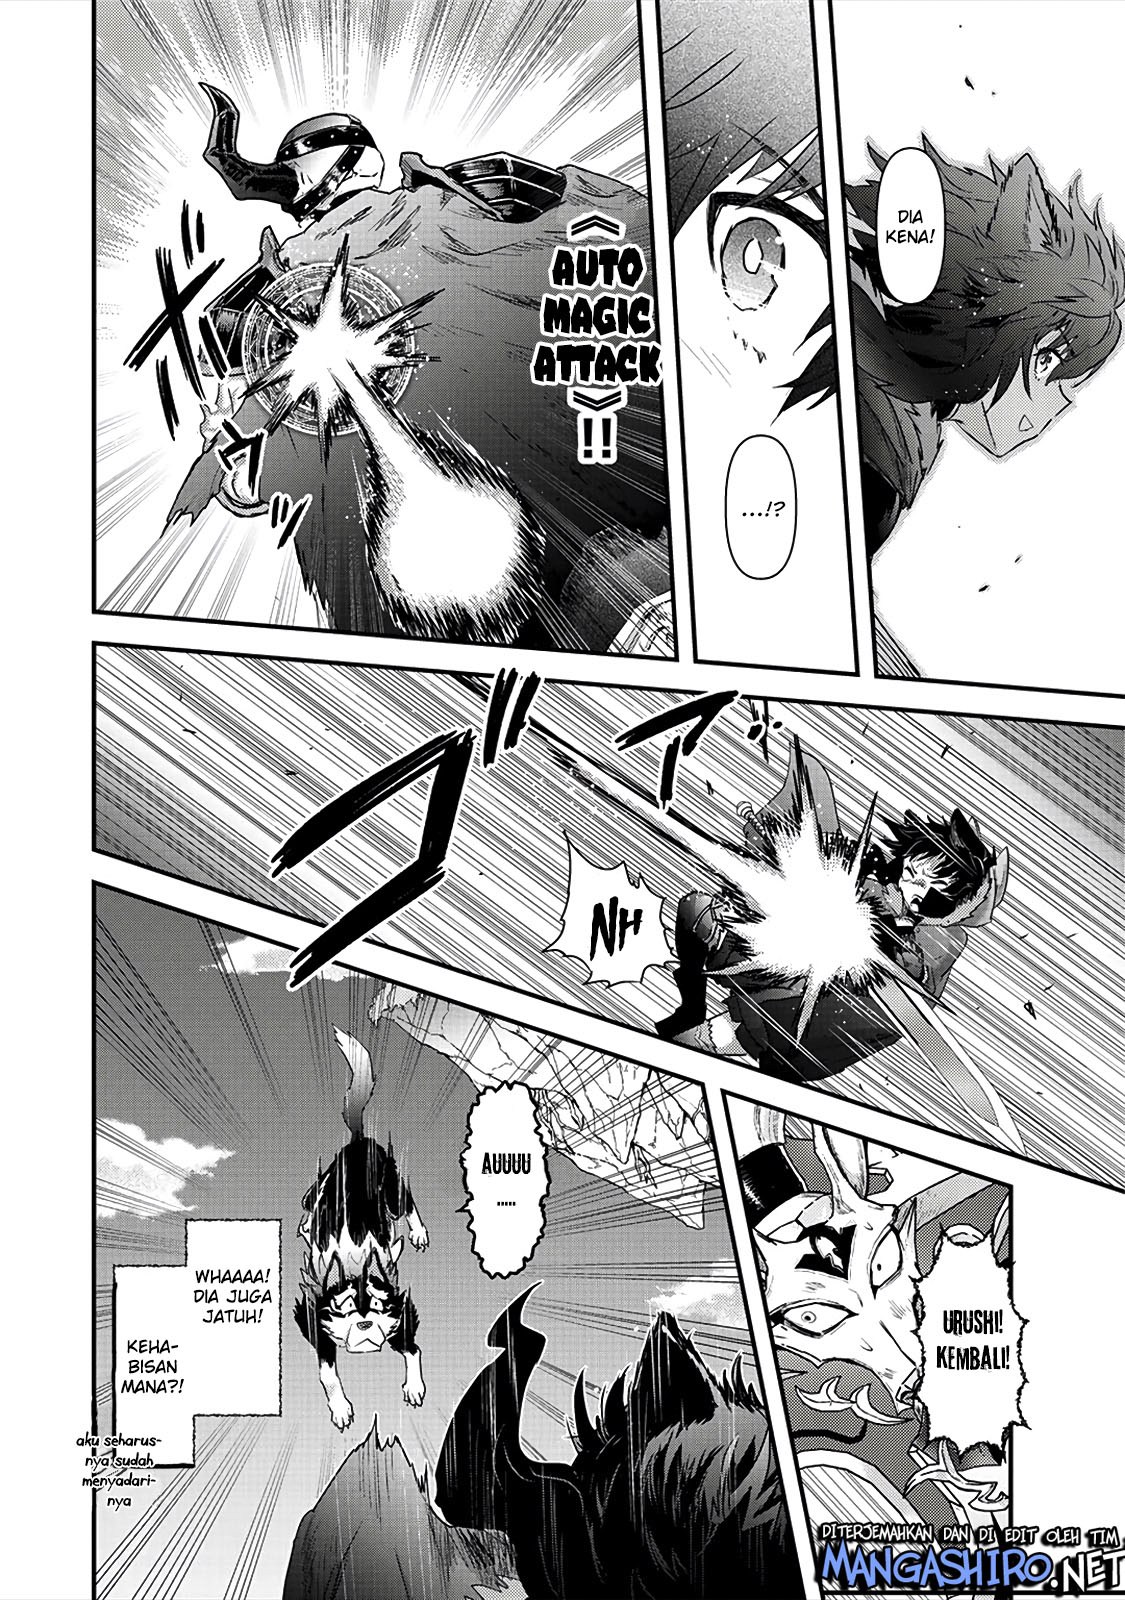 DIA
KENA!
…!?
《
AUTO
MAGIC
ATTACK
》!!
NH
URUSHI!
KEMBALI!
AUUUU
.....
WHAAAA!
DIA JUGA
JATUH!
KEHA-
BISAN
MANA?!
aku seharus-
nya sudah
menyadari-
nya
DITERJEMAHKAN DAN DI EDIT OLEH TIM
MANGASHIRO.NET